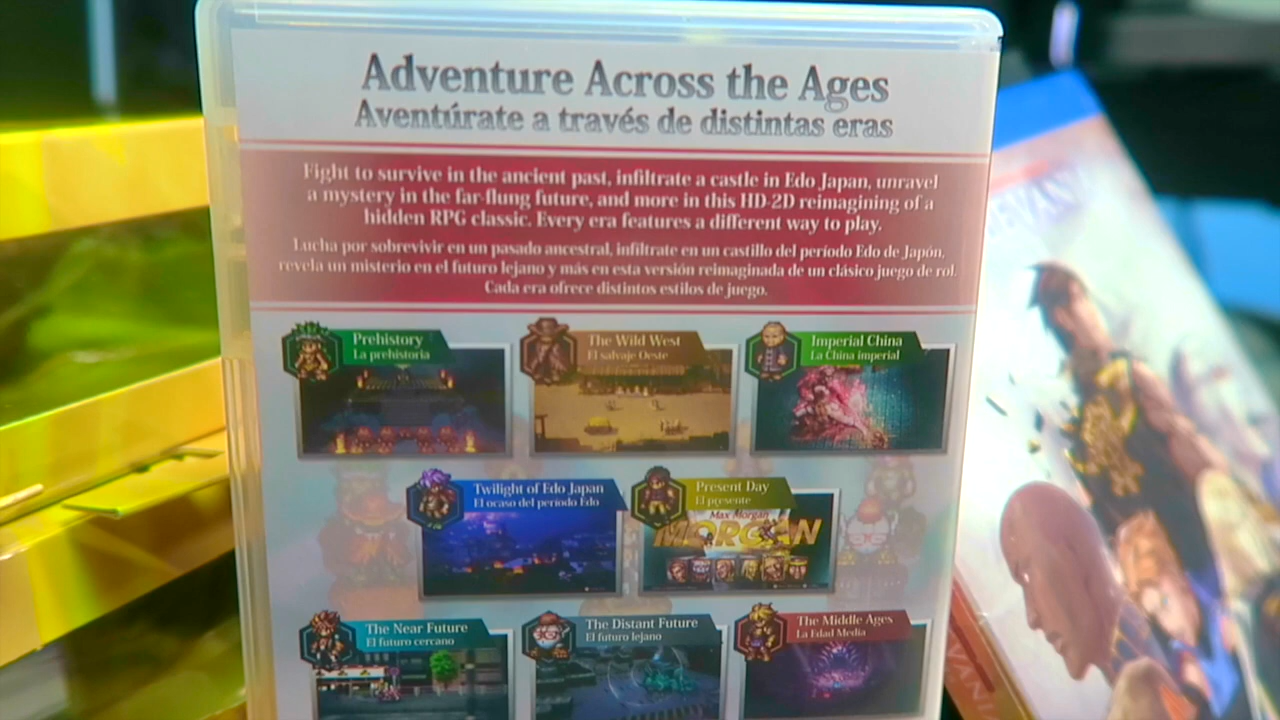 Adventure Across the Ages
Aventúrate a través de distintas eras
Fight to survive in the ancient past, infiltrate a castle in Edo Japan, unravel
a mystery in the far-flung future, and more in this HD-2D reimagining of a
hidden RPG classic. Every era features a different way to play.
Lucha por sobrevivir en un pasado ancestral, infíltrate en un castillo del período Edo de Japón,
revela un misterio en el futuro lejano y más en esta versión reimaginada de un clásico juego de rol.
Cada era ofrece distintos estilos de juego.
Prehistory
La prehistoria
The Wild West
El salvaje Oeste
Imperial China
La China imperial
Twilight of Edo Japan
El ocaso del período Edo
Present Day
El presente
Max Morgan
MORGAN
The Near Future
El futuro cercano
The Distant Future
El futuro lejano
The Middle Ages
La Edad Media